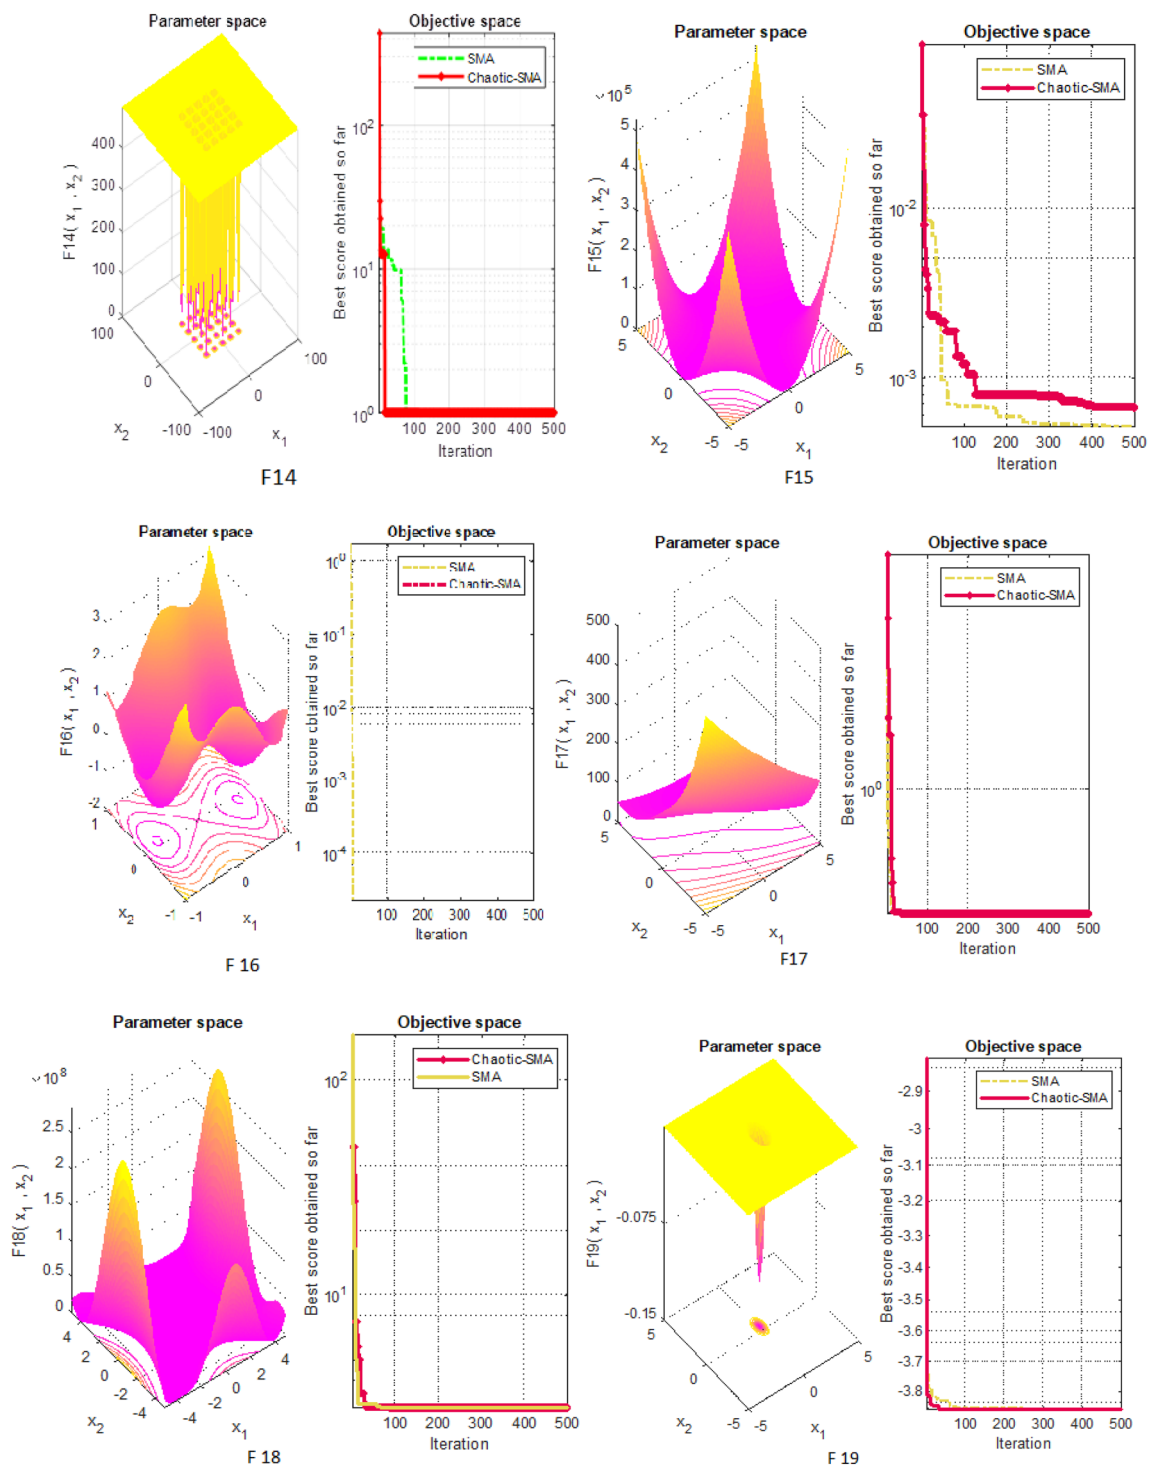 Parameter space
Objective space
SMA
Chaotic-SMA
F14( x1 , x2 )
400
300
200
100
0
100
0
-100
-100
0
100
x2
x1
Best score obtained so far
10^2
10^1
10^0
100 200 300 400 500
Iteration
F14
Parameter space
Objective space
SMA
Chaotic-SMA
10^5
F15( x1 , x2 )
5
4
3
2
1
0
5
0
-5
-5
0
5
x2
x1
Best score obtained so far
10^-2
10^-3
100 200 300 400 500
Iteration
F15
Parameter space
Objective space
SMA
Chaotic-SMA
F16( x1 , x2 )
3
2
1
0
-1
-2
1
0
-1
-1
0
1
x2
x1
Best score obtained so far
10^0
10^-1
10^-2
10^-3
10^-4
100 200 300 400 500
Iteration
F 16
Parameter space
Objective space
SMA
Chaotic-SMA
F17( x1 , x2 )
500
400
300
200
100
0
5
0
-5
-5
0
5
x2
x1
Best score obtained so far
10^0
100 200 300 400 500
Iteration
F17
Parameter space
Objective space
Chaotic-SMA
SMA
10^8
F18( x1 , x2 )
2.5
2
1.5
1
0.5
0
4
2
0
-2
-4
-4
-2
0
2
4
x2
x1
Best score obtained so far
10^2
10^1
100 200 300 400 500
Iteration
F 18
Parameter space
Objective space
SMA
Chaotic-SMA
F19( x1 , x2 )
-0.075
-0.15
5
0
-5
-5
0
5
x2
x1
Best score obtained so far
-2.9
-3
-3.1
-3.2
-3.3
-3.4
-3.5
-3.6
-3.7
-3.8
100 200 300 400 500
Iteration
F 19